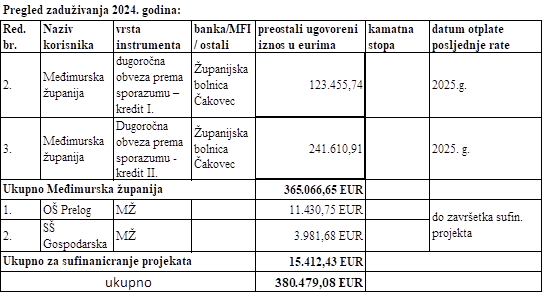 Pregled zaduživanja 2024. godina:
Red. br. Naziv korisnika vrsta instrumenta banka/MFI / ostali preostali ugovoreni iznos u eurima kamatna stopa datum otplate posljednje rate
2. Međimurska županija dugoročna obveza prema sporazumu – kredit I. Županijska bolnica Čakovec 123.455,74 2025.g.
3. Međimurska županija Dugoročna obveza prema sporazumu - kredit II. Županijska bolnica Čakovec 241.610,91 2025. g.
Ukupno Međimurska županija 365.066,65 EUR
1. OŠ Prelog MŽ 11.430,75 EUR do završetka sufin. projekta
2. SŠ Gospodarska MŽ 3.981,68 EUR
Ukupno za sufinanicranje projekata 15.412,43 EUR
ukupno 380.479,08 EUR